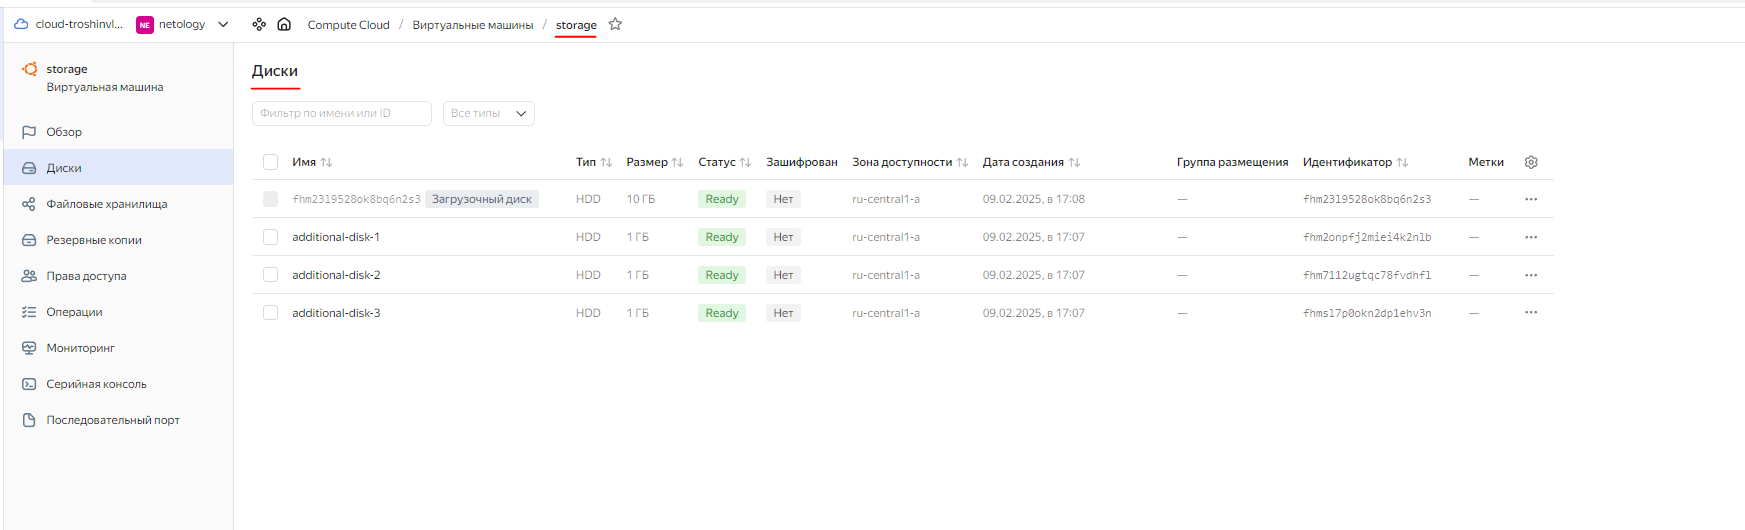 cloud-troshinvl... NE netology Compute Cloud / Виртуальные машины / storage
storage
Виртуальная машина
Обзор
Диски
Файловые хранилища
Резервные копии
Права доступа
Операции
Мониторинг
Серийная консоль
Последовательный порт
Диски
Фильтр по имени или ID Все типы
Имя Тип Размер Статус Зашифрован Зона доступности Дата создания Группа размещения Идентификатор Метки
fhm2319528ok8bq6n2s3 Загрузочный диск HDD 10 ГБ Ready Нет ru-central1-a 09.02.2025, в 17:08 — fhm2319528ok8bq6n2s3 —
additional-disk-1 HDD 1 ГБ Ready Нет ru-central1-a 09.02.2025, в 17:07 — fhm2onpfj2miei4k2nlb —
additional-disk-2 HDD 1 ГБ Ready Нет ru-central1-a 09.02.2025, в 17:07 — fhm7112ugtqc78fvdhfl —
additional-disk-3 HDD 1 ГБ Ready Нет ru-central1-a 09.02.2025, в 17:07 — fhmsl7p0okn2dplehv3n —